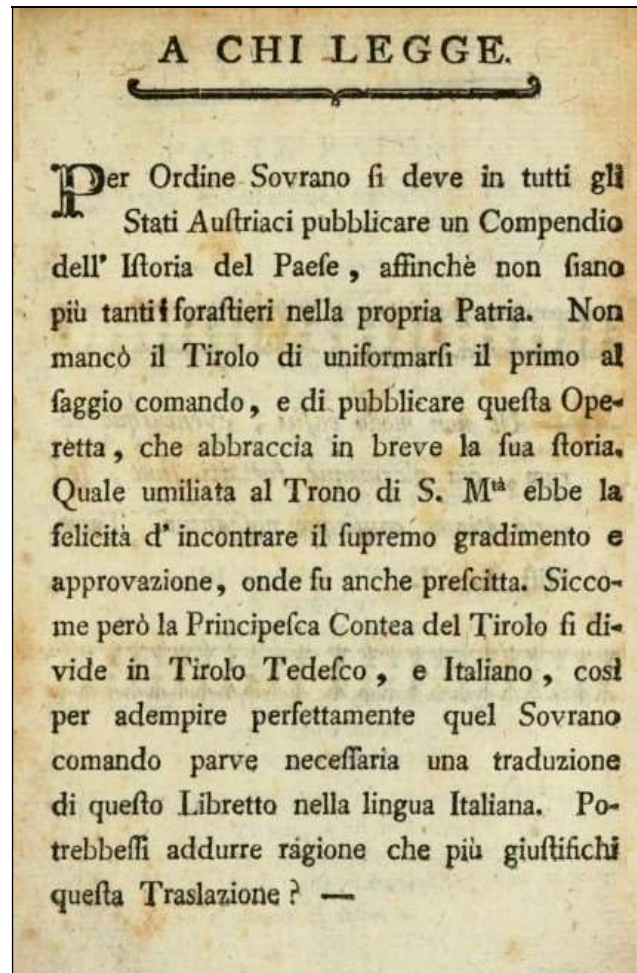 A CHI LEGGE.
Per Ordine Sovrano ſi deve in tutti gli
Stati Auſtriaci pubblicare un Compendio
dell' Iſtoria del Paeſe, affinchè non ſiano
più tanti foraſtieri nella propria Patria. Non
mancò il Tirolo di uniformarſi il primo al
ſaggio comando, e di pubblicare queſta Ope-
retta, che abbraccia in breve la ſua ſtoria.
Quale umiliata al Trono di S. Mtà ebbe la
felicità d' incontrare il ſupremo gradimento e
approvazione, onde fu anche preſcitta. Sicco-
me però la Principeſca Contea del Tirolo ſi di-
vide in Tirolo Tedeſco, e Italiano, così
per adempire perfettamente quel Sovrano
comando parve neceſſaria una traduzione
di queſto Libretto nella lingua Italiana. Po-
trebbeſſi addurre rágione che più giuſtifichi
queſta Traslazione? —